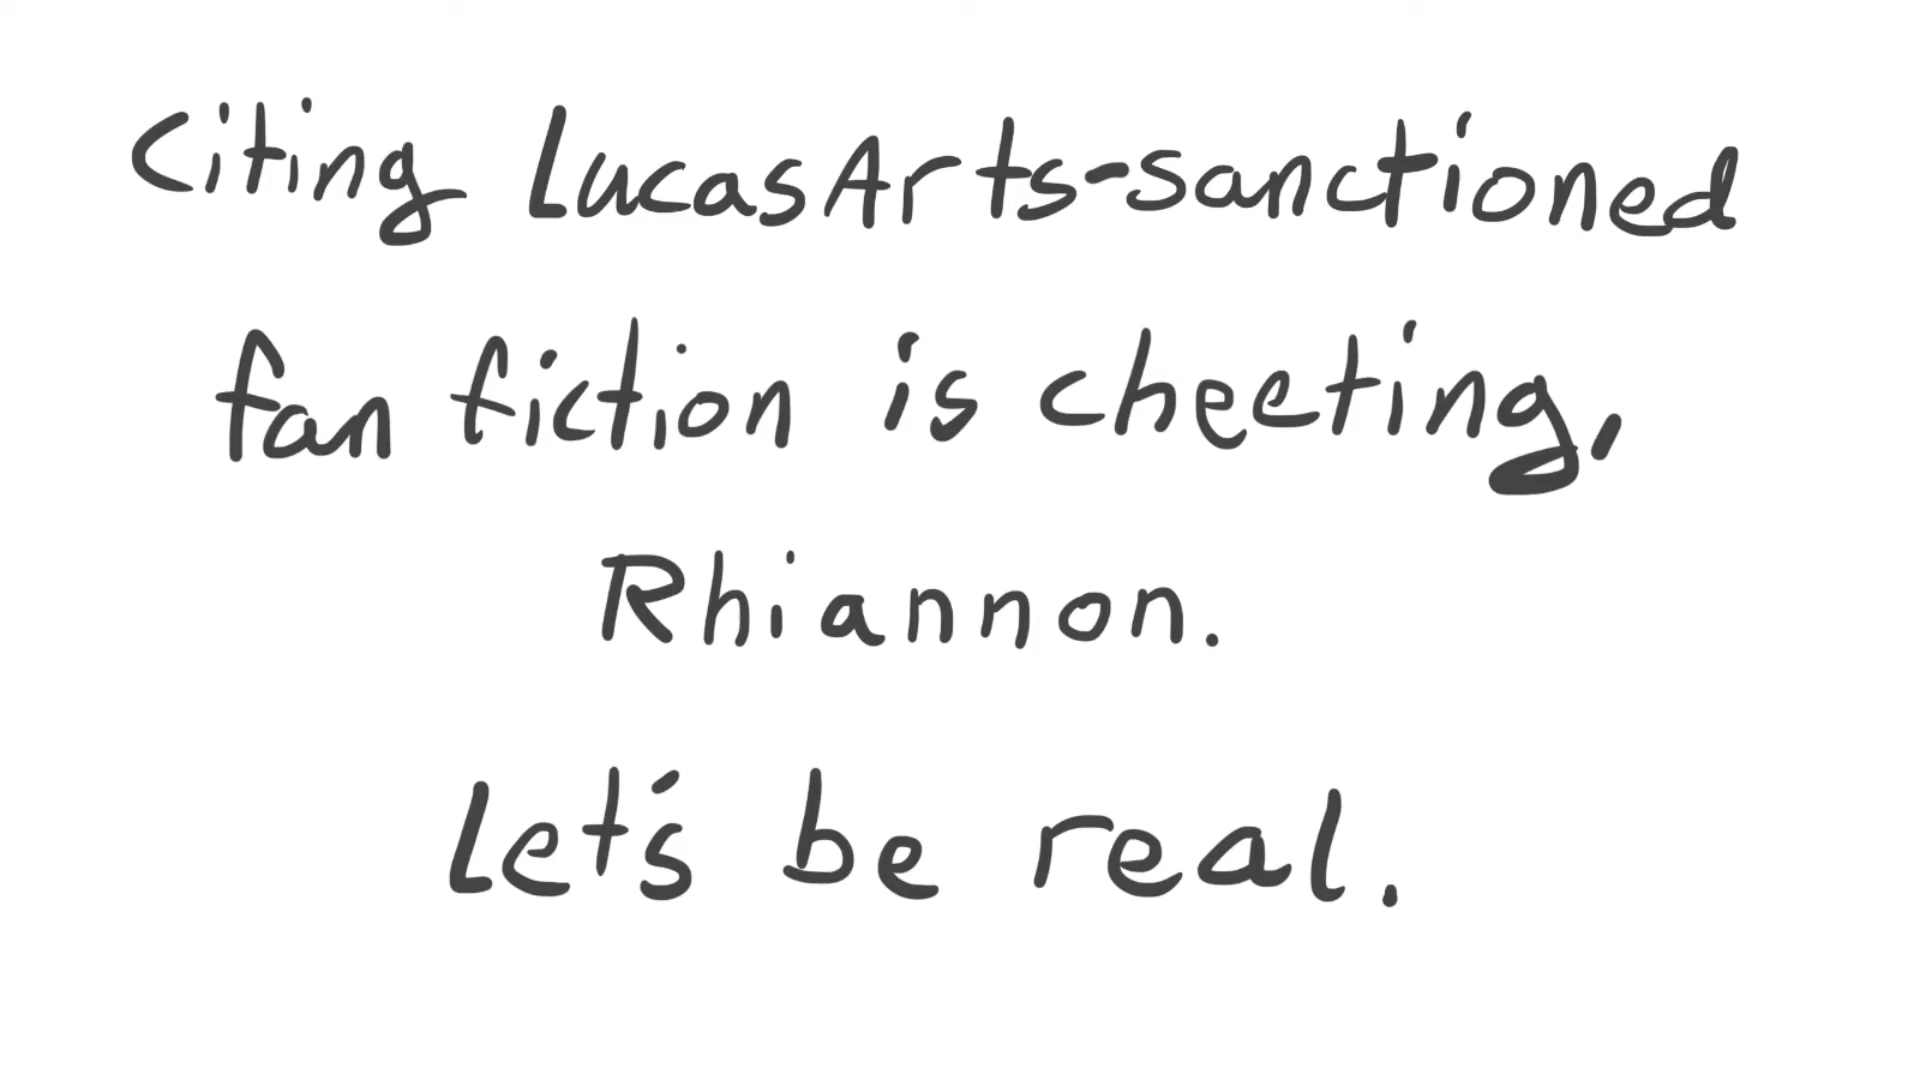 Citing LucasArts-sanctioned
fan fiction is cheeting,
Rhiannon.
Let's be real.